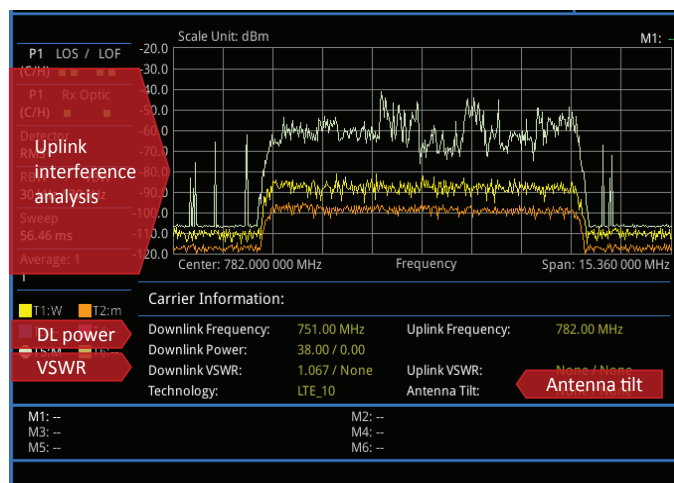 Scale Unit: dBm
M1: --
P1 LOS / LOF
(C/H)
P1 Rx Optic
(C/H)
Detector
RMS
Sweep
56.46 ms
Average: 1
1
Uplink
interference
analysis
-20.0
-30.0
-40.0
-50.0
-60.0
-70.0
-80.0
-90.0
-100.0
-110.0
-120.0
Center: 782.000 000 MHz
Frequency
Span: 15.360 000 MHz
T1:W T2:m
DL power
VSWR
Carrier Information:
Downlink Frequency: 751.00 MHz Uplink Frequency: 782.00 MHz
Downlink Power: 38.00 / 0.00
Downlink VSWR: 1.067 / None Uplink VSWR: None / None
Technology: LTE_10 Antenna Tilt:
Antenna tilt
M1: -- M2: --
M3: -- M4: --
M5: -- M6: --